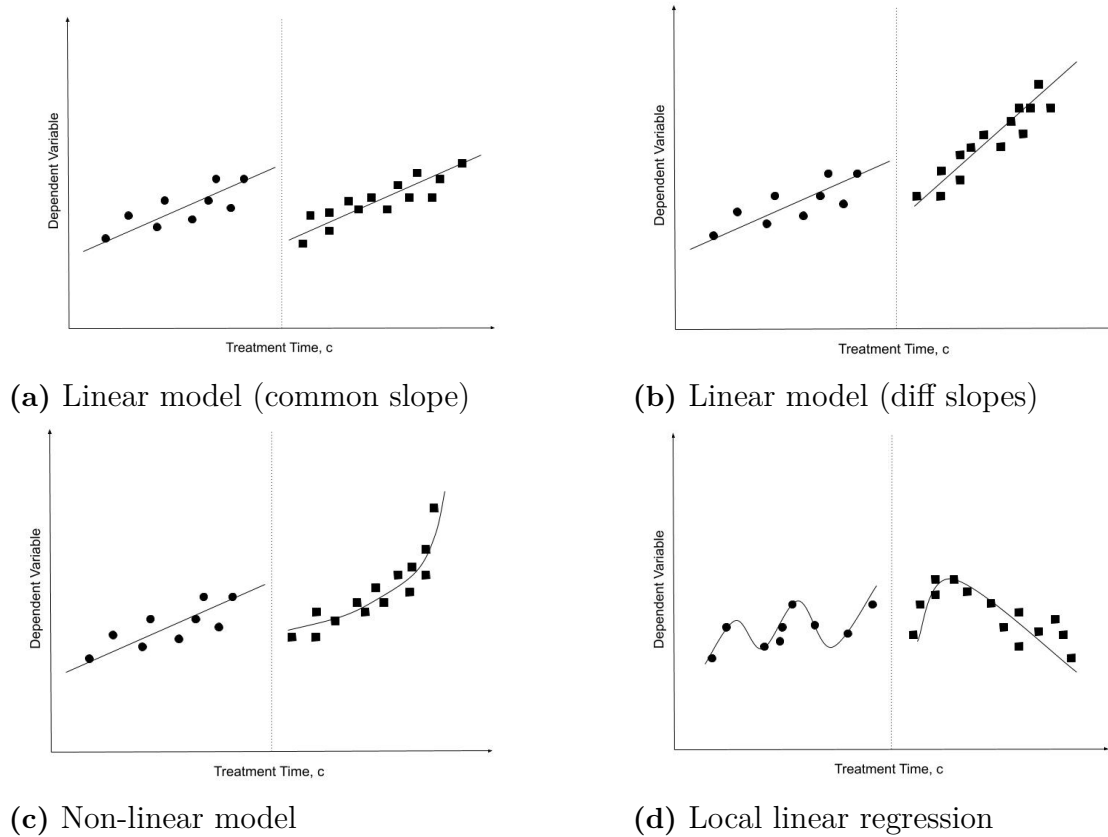 Dependent Variable
Treatment Time, c
(a) Linear model (common slope)
Dependent Variable
Treatment Time, c
(b) Linear model (diff slopes)
Dependent Variable
Treatment Time, c
(c) Non-linear model
Dependent Variable
Treatment Time, c
(d) Local linear regression